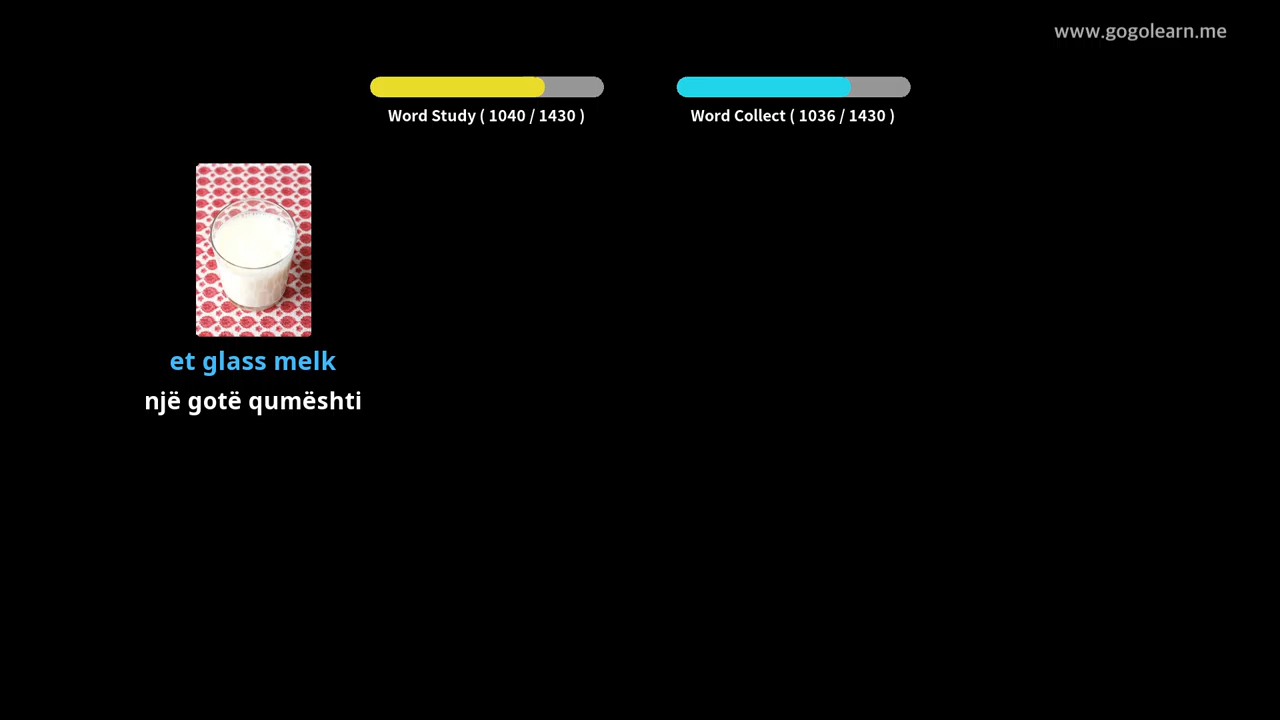 www.gogolearn.me
Word Study ( 1040 / 1430 )
Word Collect ( 1036 / 1430 )
et glass melk
një gotë qumështi